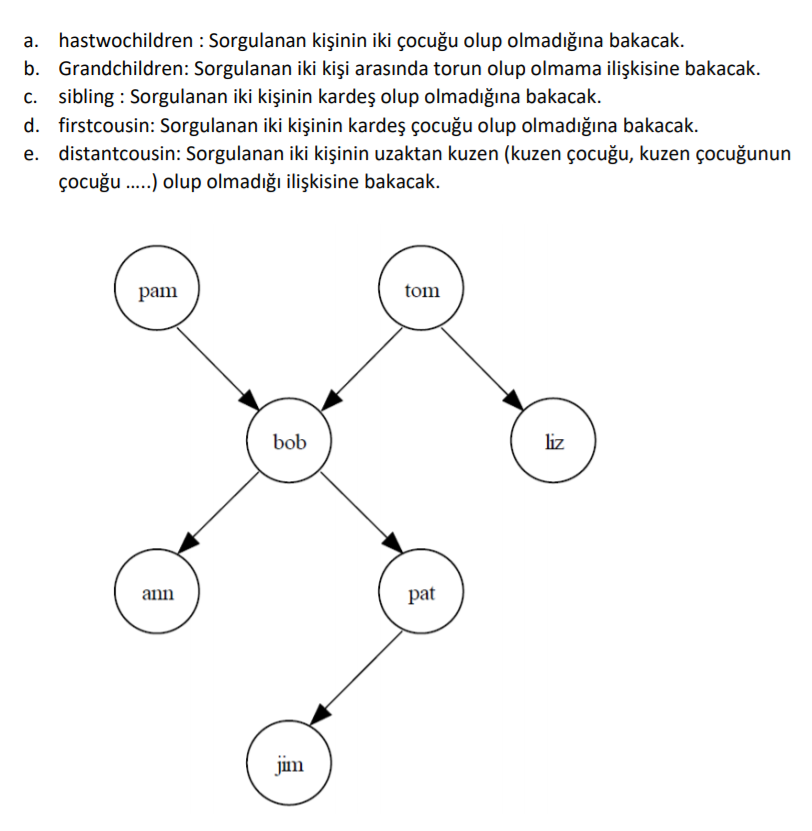 a. hastwochildren : Sorgulanan kişinin iki çocuğu olup olmadığına bakacak.
b. Grandchildren: Sorgulanan iki kişi arasında torun olup olmama ilişkisine bakacak.
c. sibling : Sorgulanan iki kişinin kardeş olup olmadığına bakacak.
d. firstcousin: Sorgulanan iki kişinin kardeş çocuğu olup olmadığına bakacak.
e. distantcousin: Sorgulanan iki kişinin uzaktan kuzen (kuzen çocuğu, kuzen çocuğunun
çocuğu .....) olup olmadığı ilişkisine bakacak.
pam
tom
bob
liz
ann
pat
jim